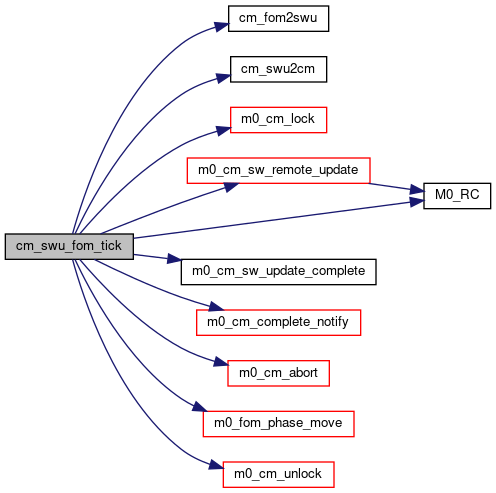 cm_fom2swu
cm_swu2cm
m0_cm_lock
m0_cm_sw_remote_update
M0_RC
cm_swu_fom_tick
m0_cm_sw_update_complete
m0_cm_complete_notify
m0_cm_abort
m0_fom_phase_move
m0_cm_unlock